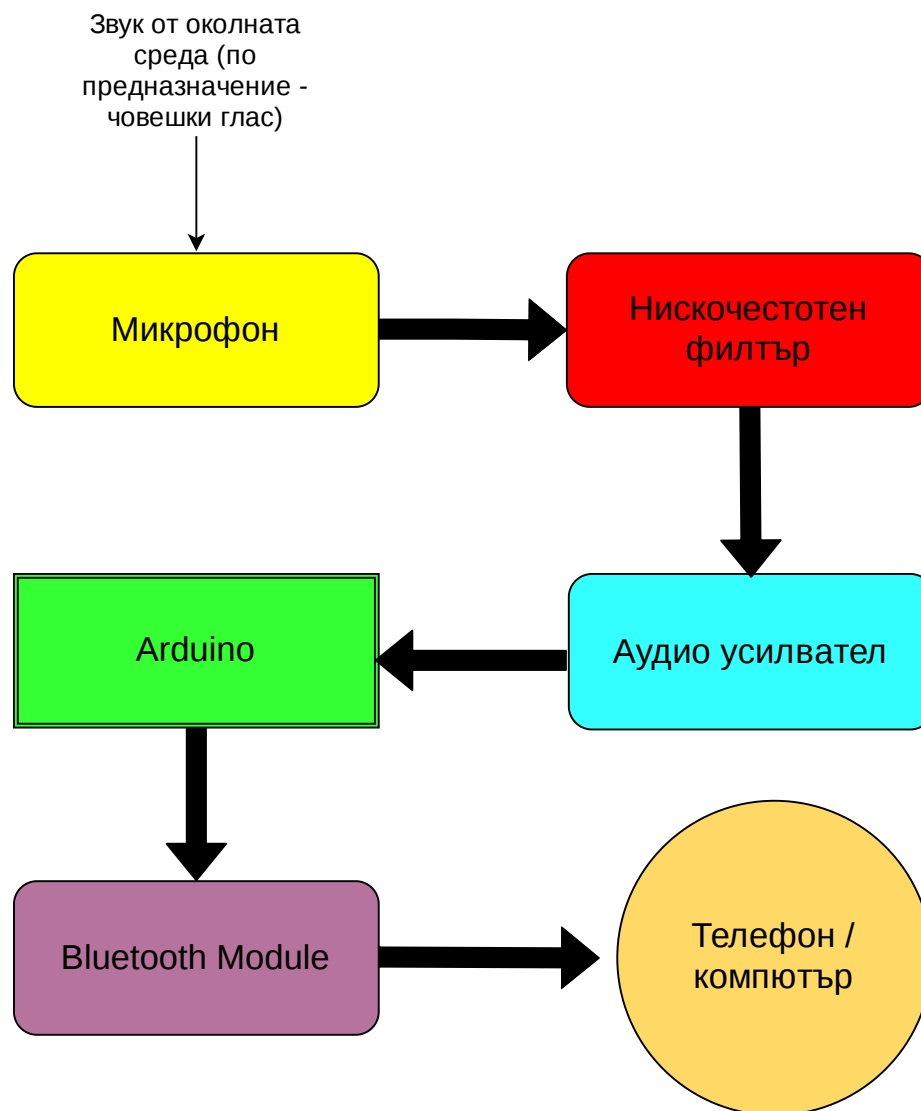 Звук от околната
среда (по
предназначение -
човешки глас)
Микрофон
Нискочестотен
филтър
Arduino
Аудио усилвател
Bluetooth Module
Телефон /
компютър